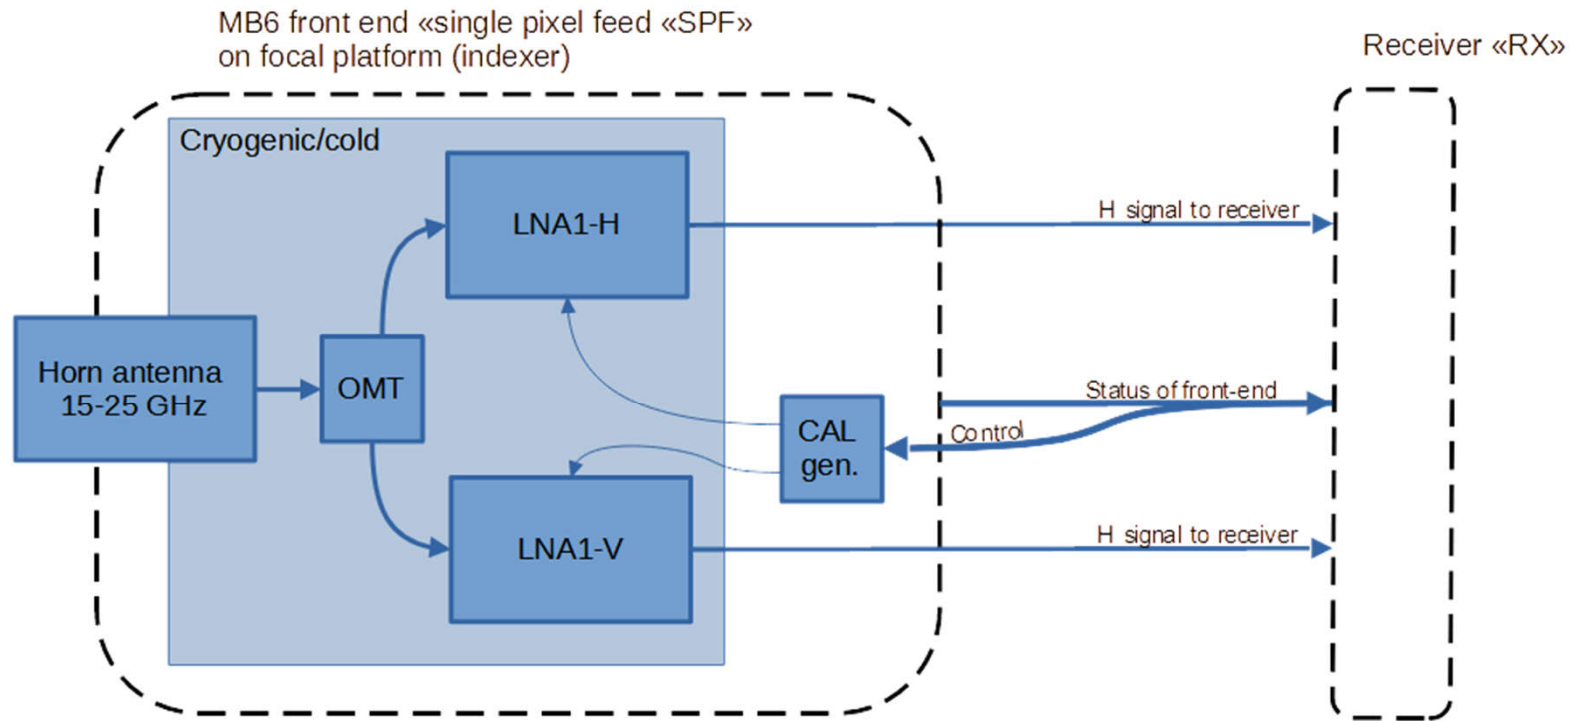 MB6 front end «single pixel feed «SPF»
on focal platform (indexer)
Receiver «RX»
Cryogenic/cold
LNA1-H
H signal to receiver
Horn antenna
15-25 GHz
OMT
CAL
gen.
Status of front-end
Control
LNA1-V
H signal to receiver